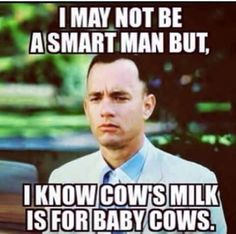 I MAY NOT BE
A SMART MAN BUT,
I KNOW COW'S MILK
IS FOR BABY COWS.